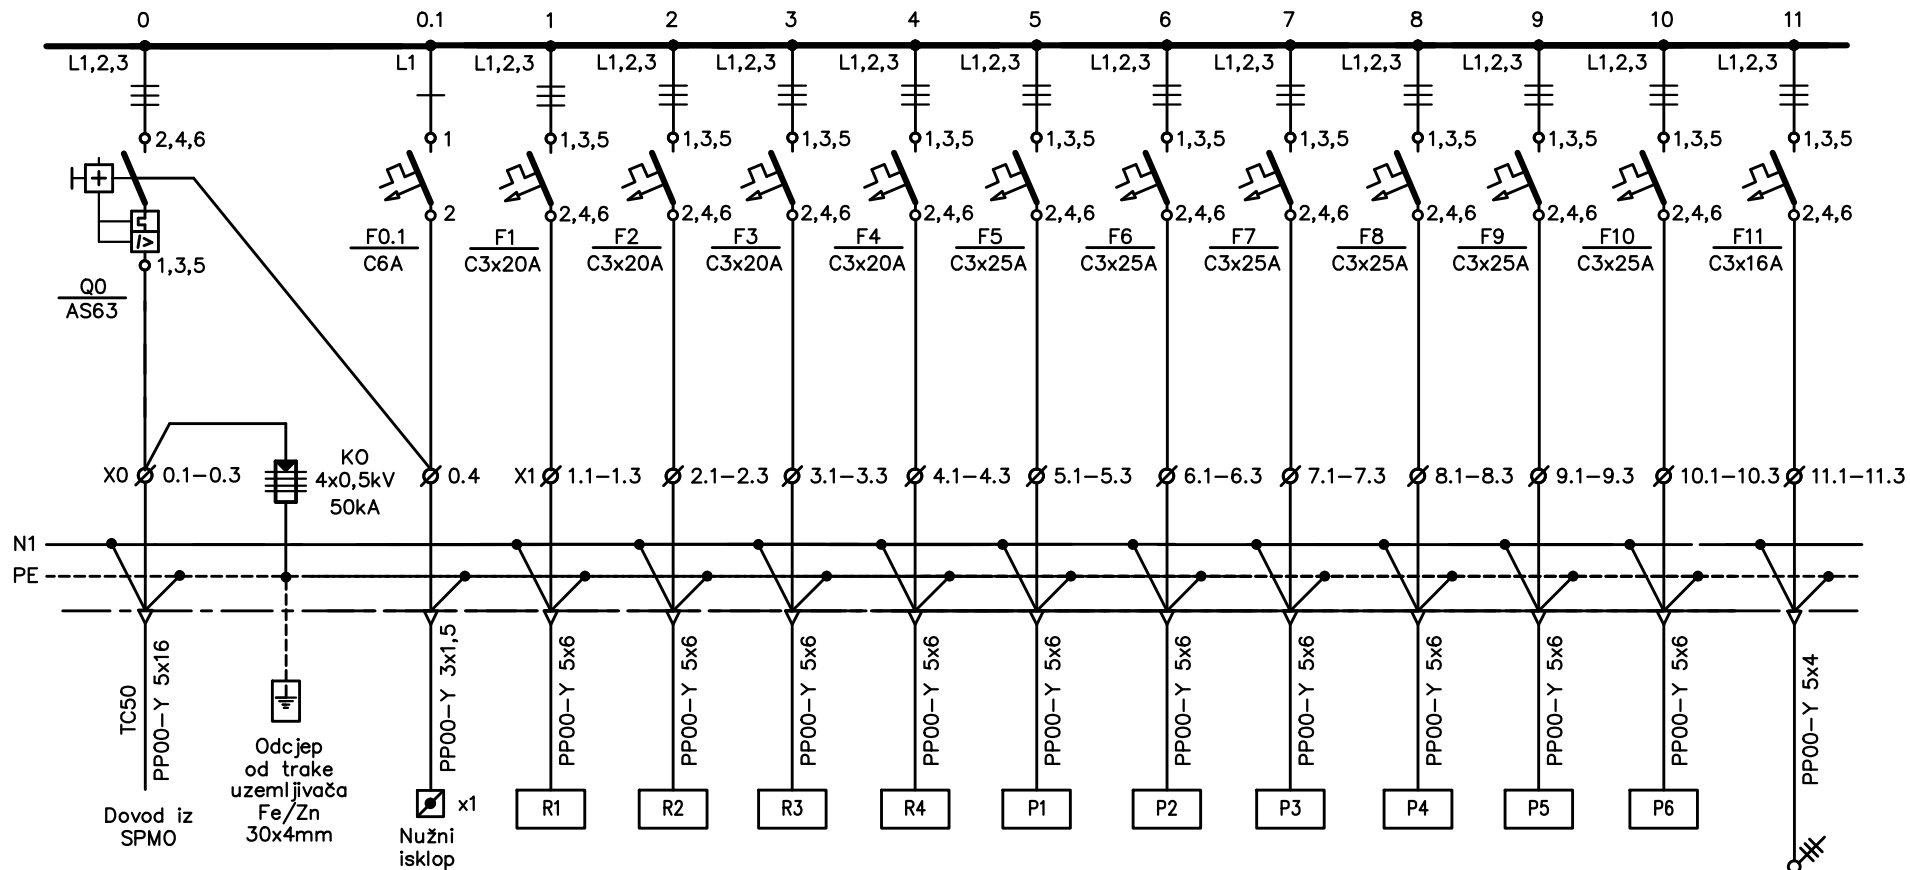 0 0.1 1 2 3 4 5 6 7 8 9 10 11
L1,2,3 L1 L1,2,3 L1,2,3 L1,2,3 L1,2,3 L1,2,3 L1,2,3 L1,2,3 L1,2,3 L1,2,3 L1,2,3 L1,2,3
2,4,6 1 1,3,5 1,3,5 1,3,5 1,3,5 1,3,5 1,3,5 1,3,5 1,3,5 1,3,5 1,3,5 1,3,5
+
2 2,4,6 2,4,6 2,4,6 2,4,6 2,4,6 2,4,6 2,4,6 2,4,6 2,4,6 2,4,6 2,4,6
I>
F0.1 F1 F2 F3 F4 F5 F6 F7 F8 F9 F10 F11
C6A C3x20A C3x20A C3x20A C3x20A C3x25A C3x25A C3x25A C3x25A C3x25A C3x25A C3x16A
1,3,5
Q0
AS63
K0
4x0,5kV
50kA
X0 0.1-0.3 0.4 X1 1.1-1.3 2.1-2.3 3.1-3.3 4.1-4.3 5.1-5.3 6.1-6.3 7.1-7.3 8.1-8.3 9.1-9.3 10.1-10.3 11.1-11.3
N1
PE
TC50
PP00-Y 5x16
PP00-Y 3x1,5
PP00-Y 5x6
PP00-Y 5x6
PP00-Y 5x6
PP00-Y 5x6
PP00-Y 5x6
PP00-Y 5x6
PP00-Y 5x6
PP00-Y 5x6
PP00-Y 5x6
PP00-Y 5x6
PP00-Y 5x4
Dovod iz
SPMO
Odcjep
od trake
uzemljivača
Fe/Zn
30x4mm
x1
Nužni
isklop
R1 R2 R3 R4 P1 P2 P3 P4 P5 P6